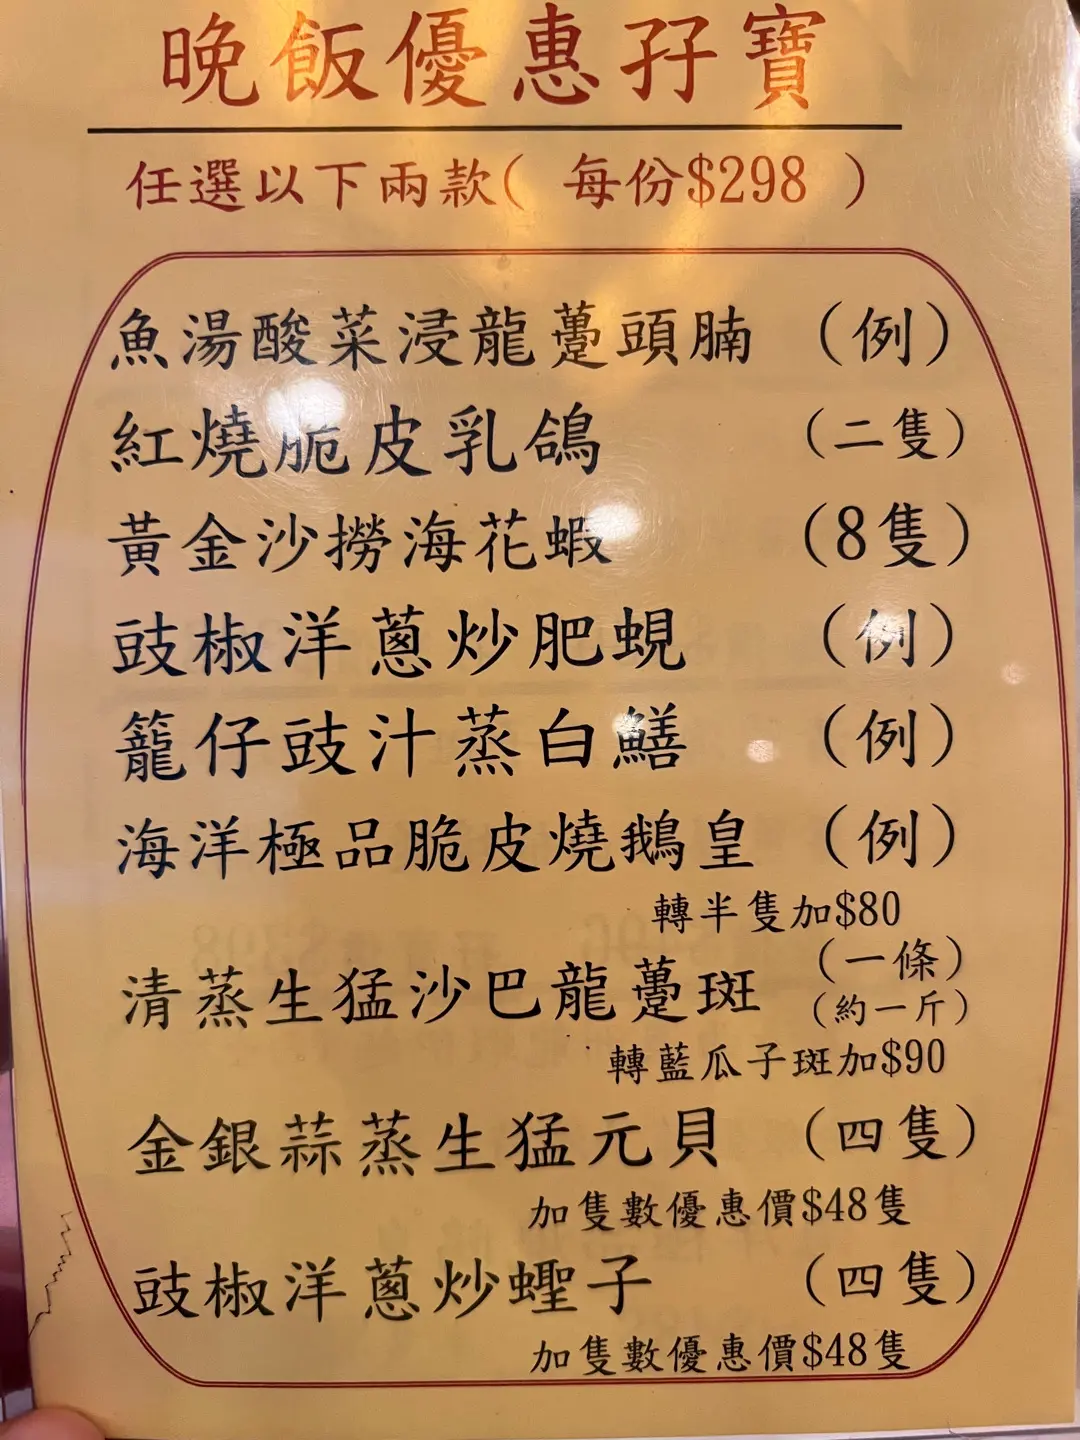 晚飯優惠孖寶
任選以下兩款( 每份$298 )
魚湯酸菜浸龍躉頭腩 (例)
紅燒脆皮乳鴿 (二隻)
黃金沙撈海花蝦 (8隻)
豉椒洋蔥炒肥蜆 (例)
籠仔豉汁蒸白鱔 (例)
海洋極品脆皮燒鵝皇 (例)
轉半隻加$80
清蒸生猛沙巴龍躉斑 (一條)
(約一斤)
轉藍瓜子斑加$90
金銀蒜蒸生猛元貝 (四隻)
加隻數優惠價$48隻
豉椒洋蔥炒蟶子 (四隻)
加隻數優惠價$48隻